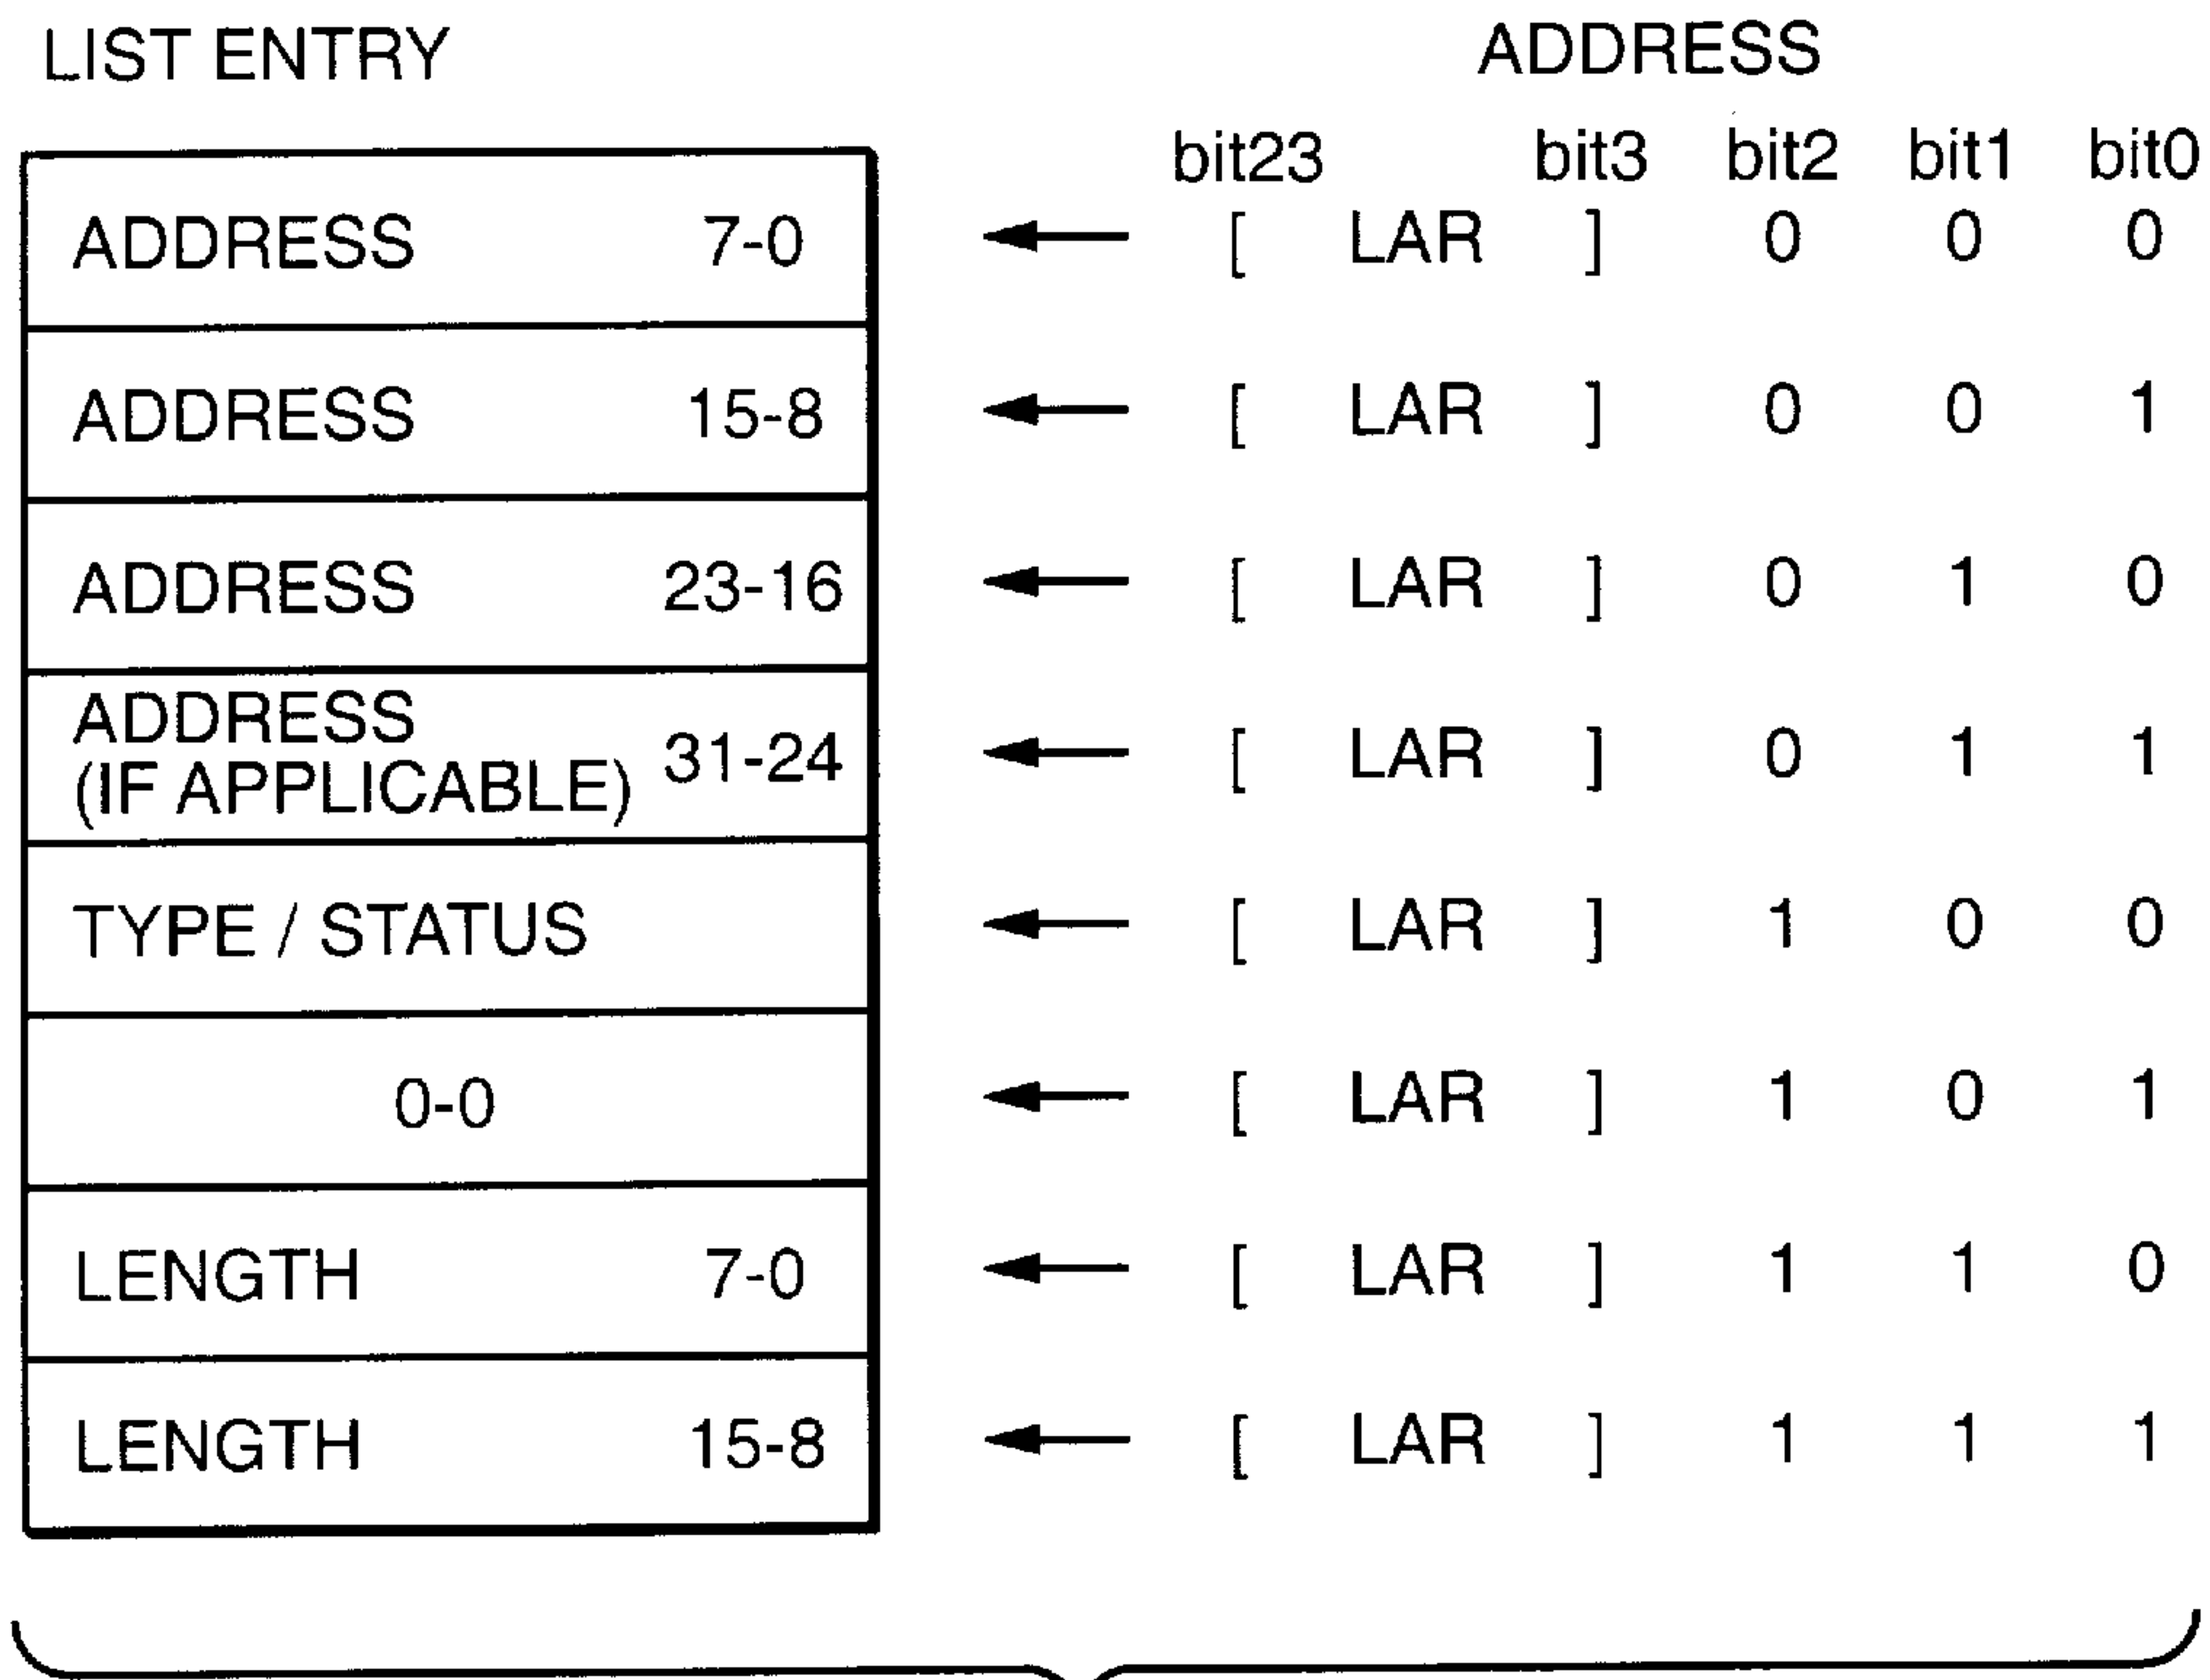 LIST ENTRY ADDRESS
bit23 bit3 bit2 bit1 bit0
ADDRESS 7-0 [ LAR ] 0 0 0
ADDRESS 15-8 [ LAR ] 0 0 1
ADDRESS 23-16 [ LAR ] 0 1 0
ADDRESS
(IF APPLICABLE) 31-24 [ LAR ] 0 1 1
TYPE / STATUS [ LAR ] 1 0 0
0-0 [ LAR ] 1 0 1
LENGTH 7-0 [ LAR ] 1 1 0
LENGTH 15-8 [ LAR ] 1 1 1